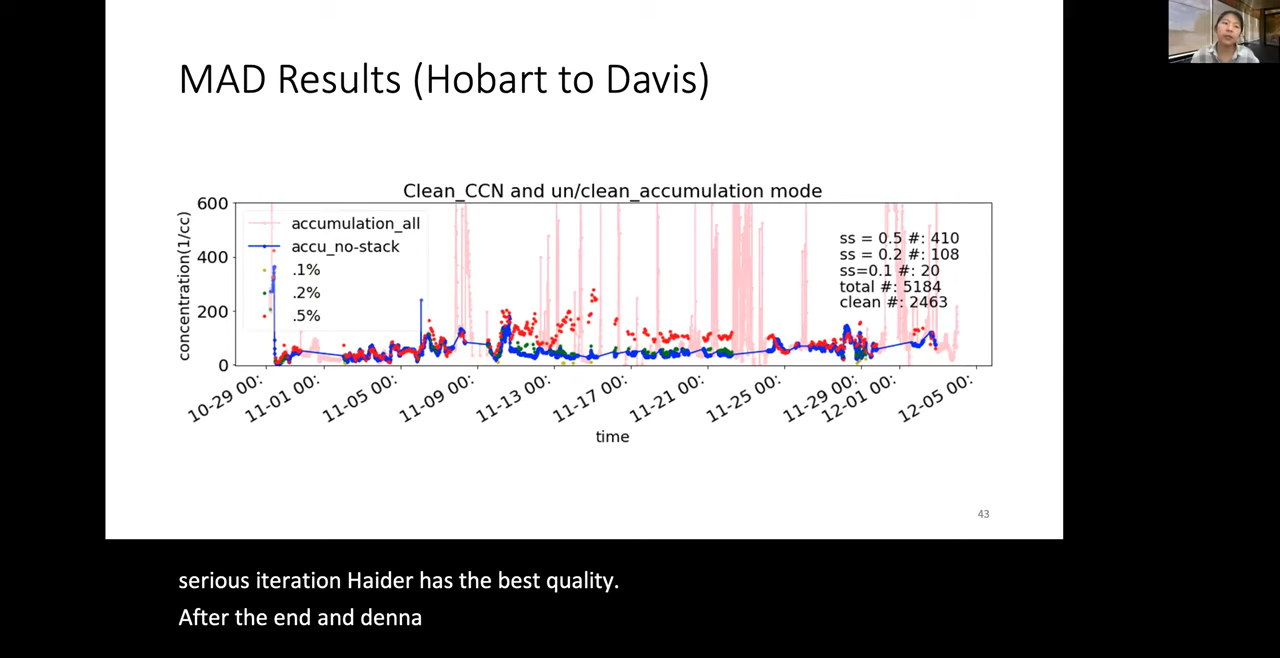 MAD Results (Hobart to Davis)
Clean_CCN and un/clean_accumulation mode
concentration(1/cc)
600
400
200
0
accumulation_all
accu_no-stack
.1%
.2%
.5%
ss = 0.5 #: 410
ss = 0.2 #: 108
ss=0.1 #: 20
total #: 5184
clean #: 2463
10-29 00:
11-01 00:
11-05 00:
11-09 00:
11-13 00:
11-17 00:
11-21 00:
11-25 00:
11-29 00:
12-01 00:
12-05 00:
time
43
serious iteration Haider has the best quality.
After the end and denna